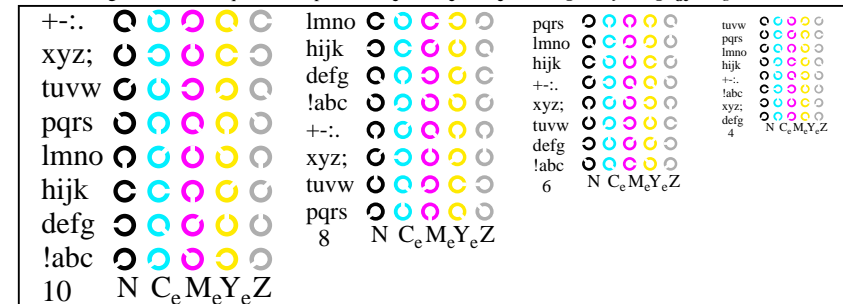 +-:.
xyz;
tuvw
pqrs
lmno
hijk
defg
!abc
10 N CeMeYeZ
lmno
hijk
defg
!abc
+-:.
xyz;
tuvw
pqrs
8 N CeMeYeZ
pqrs
lmno
hijk
+-:.
xyz;
tuvw
defg
!abc
6 N CeMeYeZ
tuvw
pqrs
lmno
hijk
+-:.
!abc
xyz;
defg
4 N CeMeYeZ